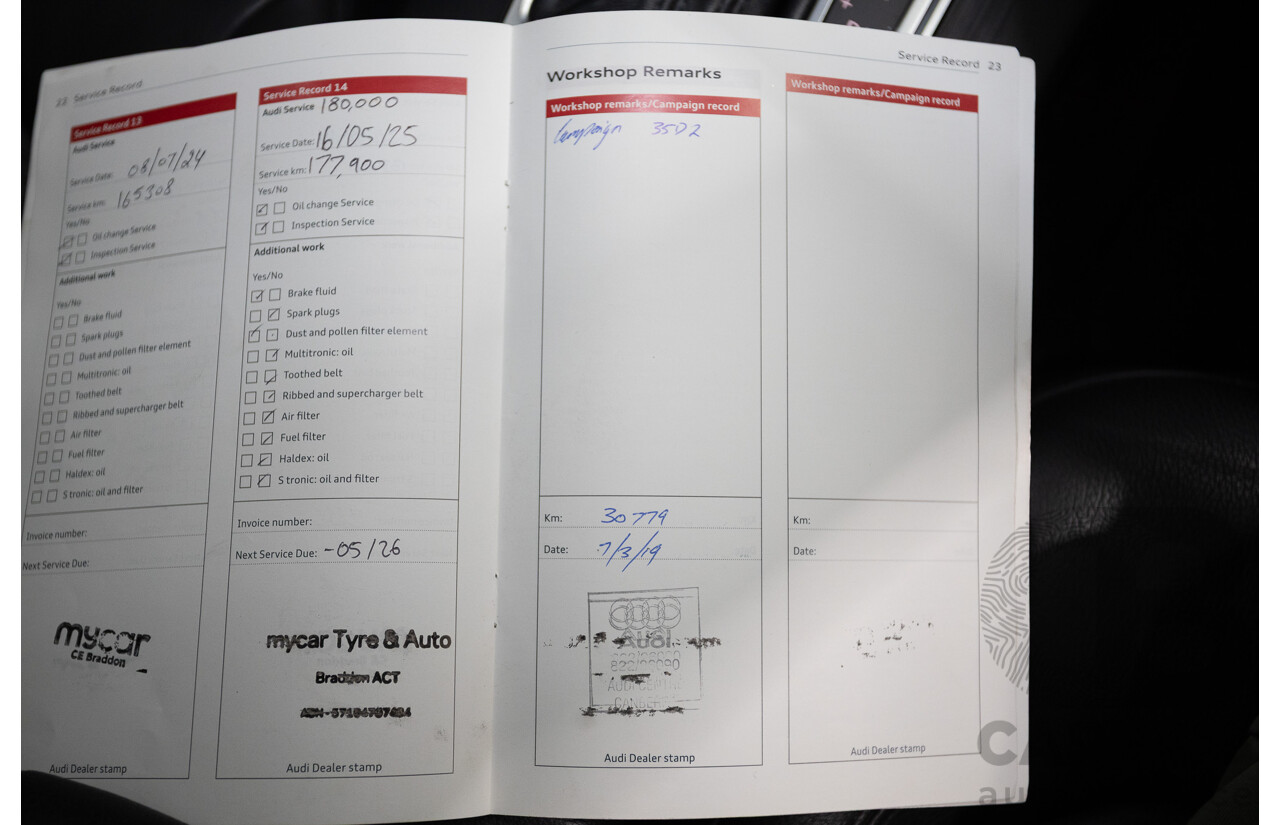 22 Service Record
Service Record 13
Audi Service
Service Date: 08/07/24
Service km: 165308
Yes/No
Oil change Service
Inspection Service
Additional work
Yes/No
Brake fluid
Spark plugs
Dust and pollen filter element
Multitronic: oil
Toothed belt
Ribbed and supercharger belt
Air filter
Fuel filter
Haldex: oil
S tronic: oil and filter
Invoice number:
Next Service Due:
mycar
CE Braddon
Audi Dealer stamp
Service Record 14
Audi Service 180,000
Service Date: 16/05/25
Service km: 177,900
Yes/No
Oil change Service
Inspection Service
Additional work
Yes/No
Brake fluid
Spark plugs
Dust and pollen filter element
Multitronic: oil
Toothed belt
Ribbed and supercharger belt
Air filter
Fuel filter
Haldex: oil
S tronic: oil and filter
Invoice number:
Next Service Due: -05/26
mycar Tyre & Auto
Braddon ACT
Audi Dealer stamp
Service Record 23
Workshop Remarks
Workshop remarks/Campaign record
Campaign 35D2
Km: 30779
Date: 7/3/19
Audi
Audi Dealer stamp
Workshop remarks/Campaign record
Km:
Date:
Audi Dealer stamp